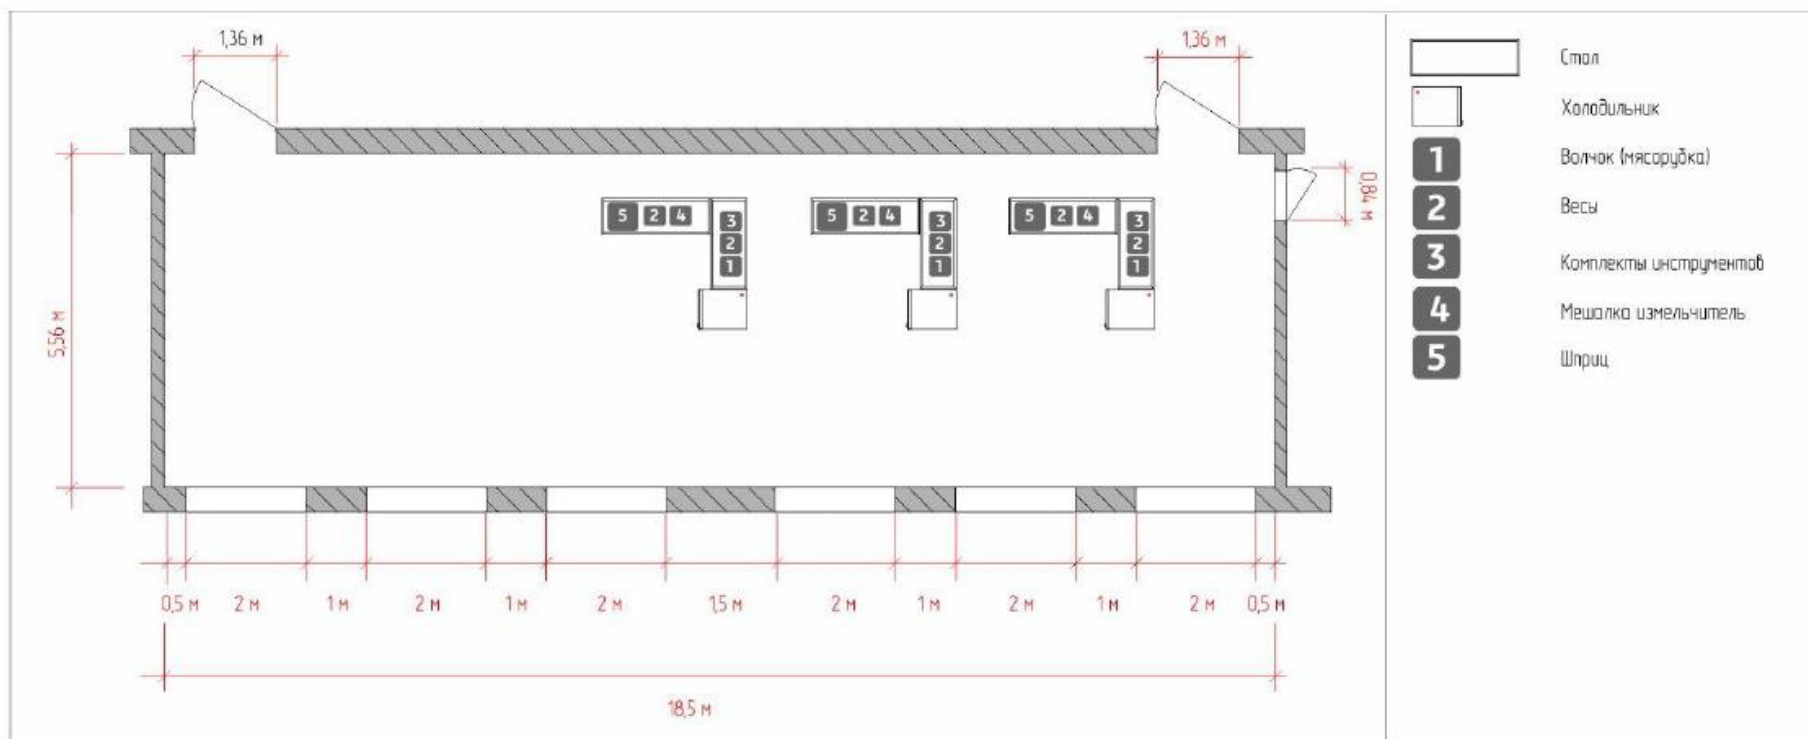 1,36 м
1,36 м
0,84 м
5,56 м
5 2 4
3
2
1
5 2 4
3
2
1
5 2 4
3
2
1
0,5 м 2 м 1 м 2 м 1 м 2 м 1,5 м 2 м 1 м 2 м 1 м 2 м 0,5 м
18,5 м
Стол
Холодильник
1 Волчок (мясорубка)
2 Весы
3 Комплекты инструментов
4 Мешалка измельчитель
5 Шприц